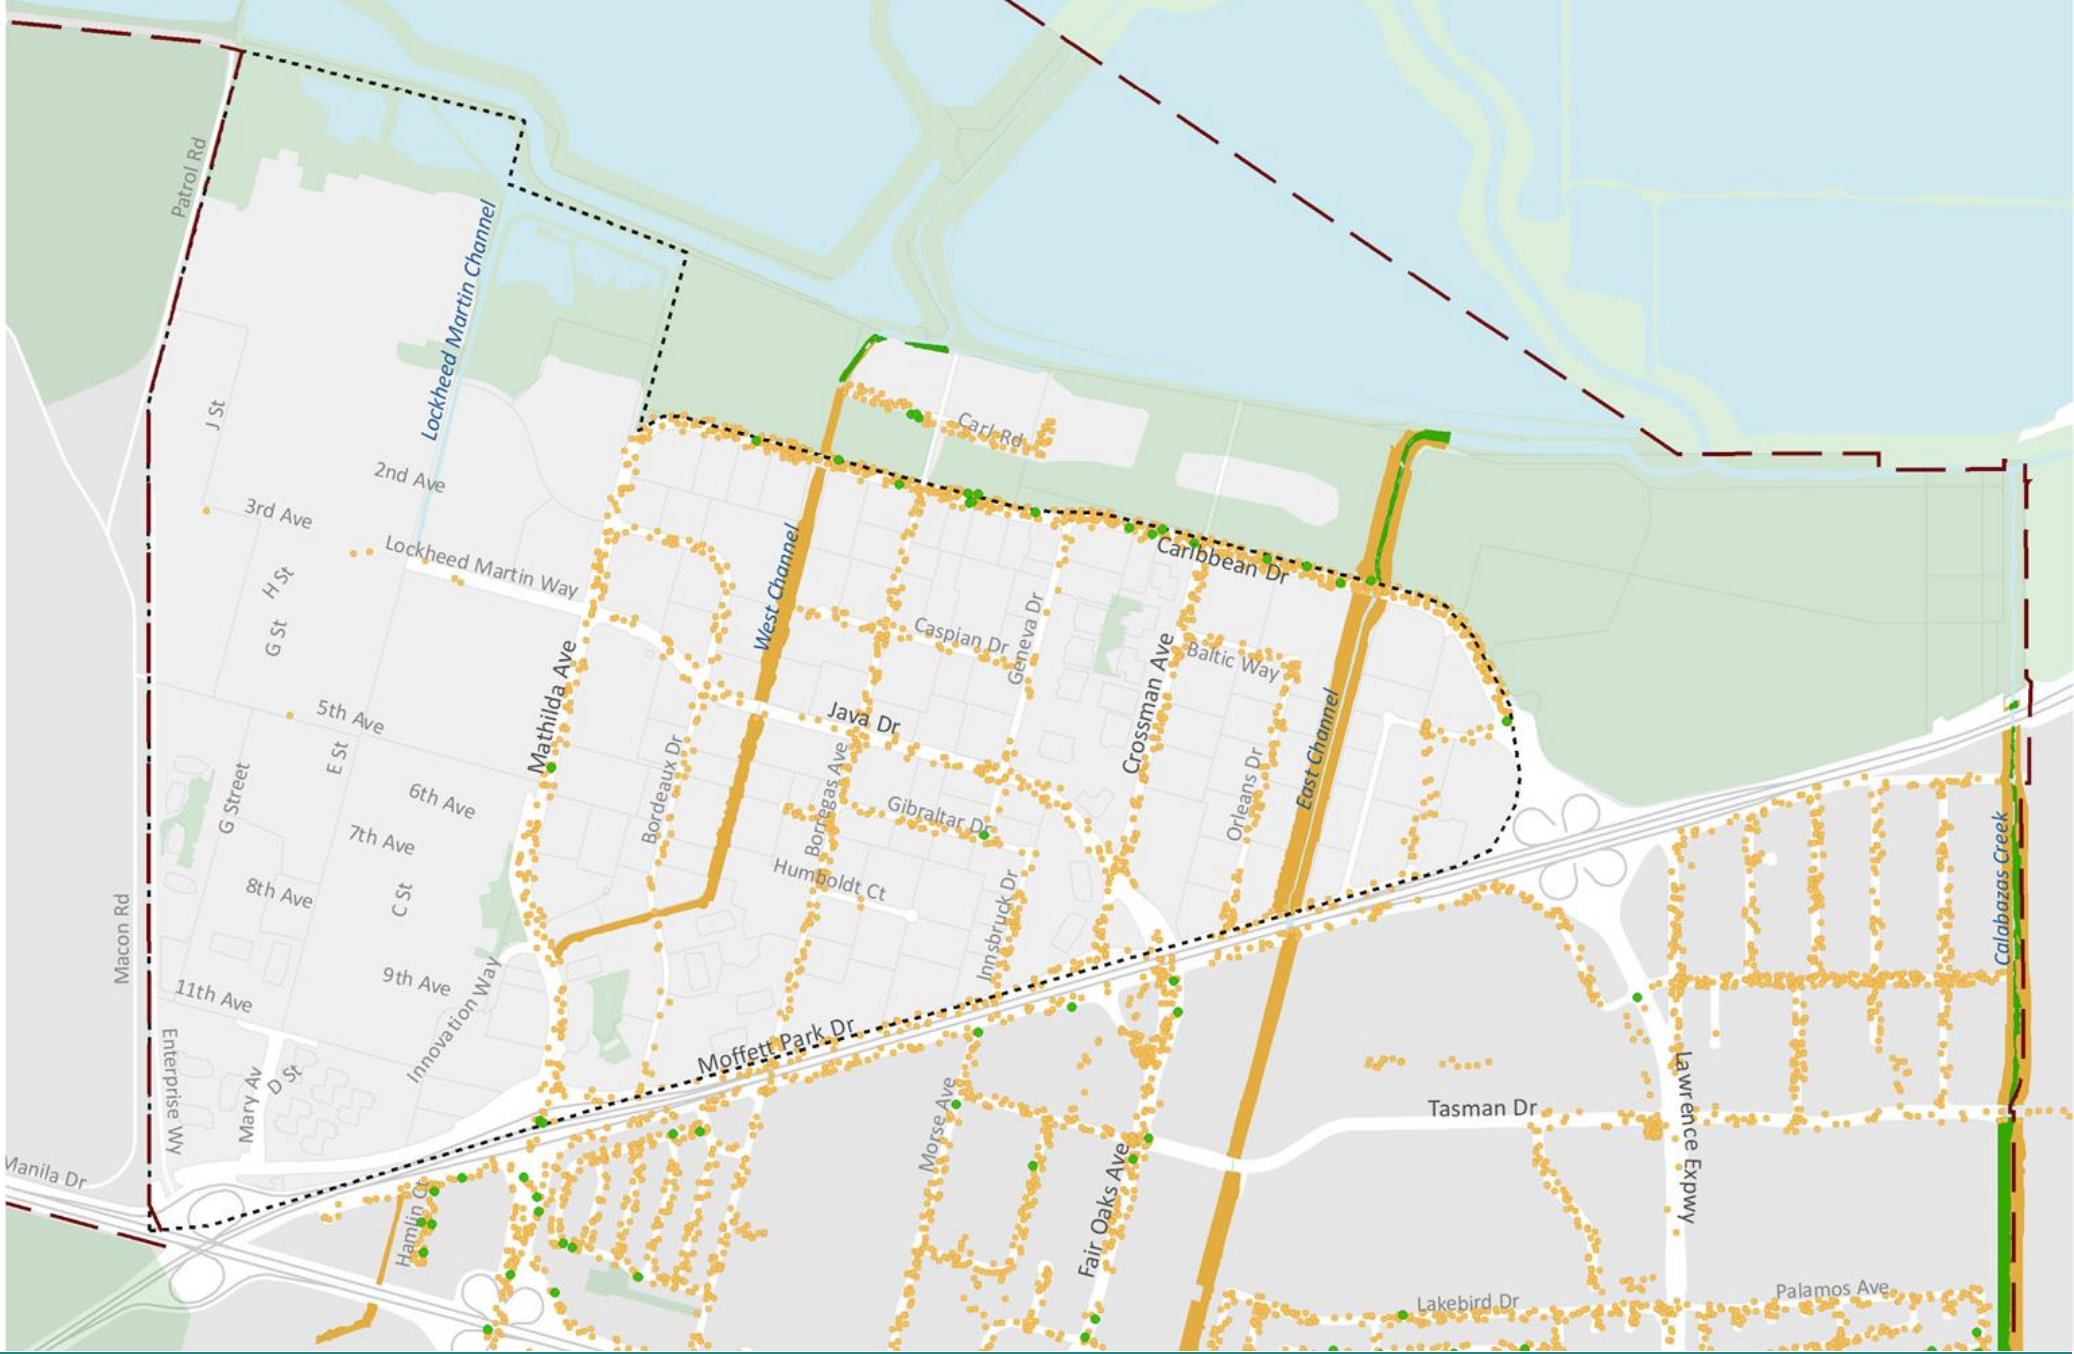 Patrol Rd
Lockheed Martin Channel
J St
2nd Ave
3rd Ave
Carl Rd
Lockheed Martin Way
Caribbean Dr
H St
G St
West Channel
Caspian Dr
Geneva Dr
Crossman Ave
Baltic Way
Mathilda Ave
5th Ave
E St
Java Dr
Bordeaux Dr
Borregas Ave
Orleans Dr
East Channel
G Street
6th Ave
7th Ave
Gibraltar Dr
Humboldt Ct
8th Ave
C St
Innsbruck Dr
Calabazas Creek
Macon Rd
9th Ave
11th Ave
Innovation Way
Moffett Park Dr
Enterprise Wy
Mary Av
D St
Morse Ave
Tasman Dr
Lawrence Expwy
Manila Dr
Hamlin Ct
Fair Oaks Ave
Lakebird Dr
Palamos Ave